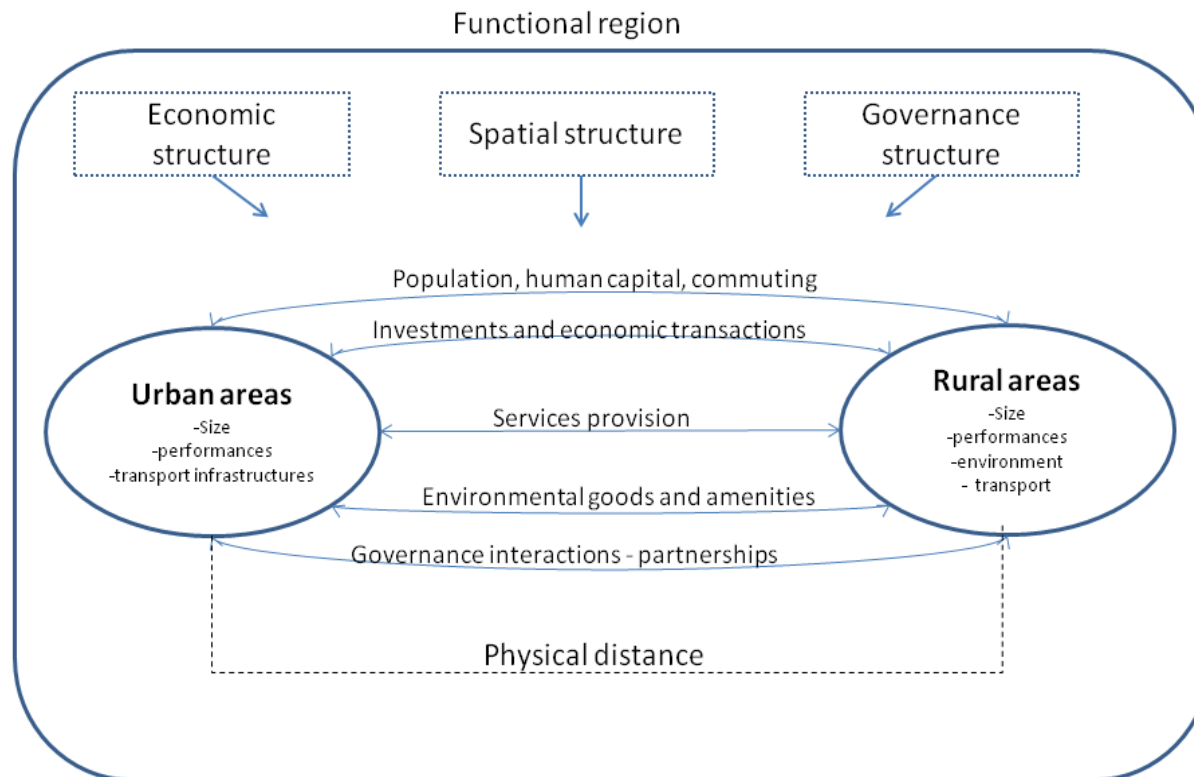 Functional region
Economic
structure
Spatial structure
Governance
structure
Population, human capital, commuting
Investments and economic transactions
Urban areas
-Size
-performances
-transport infrastructures
Services provision
Rural areas
-Size
-performances
-environment
- transport
Environmental goods and amenities
Governance interactions - partnerships
Physical distance